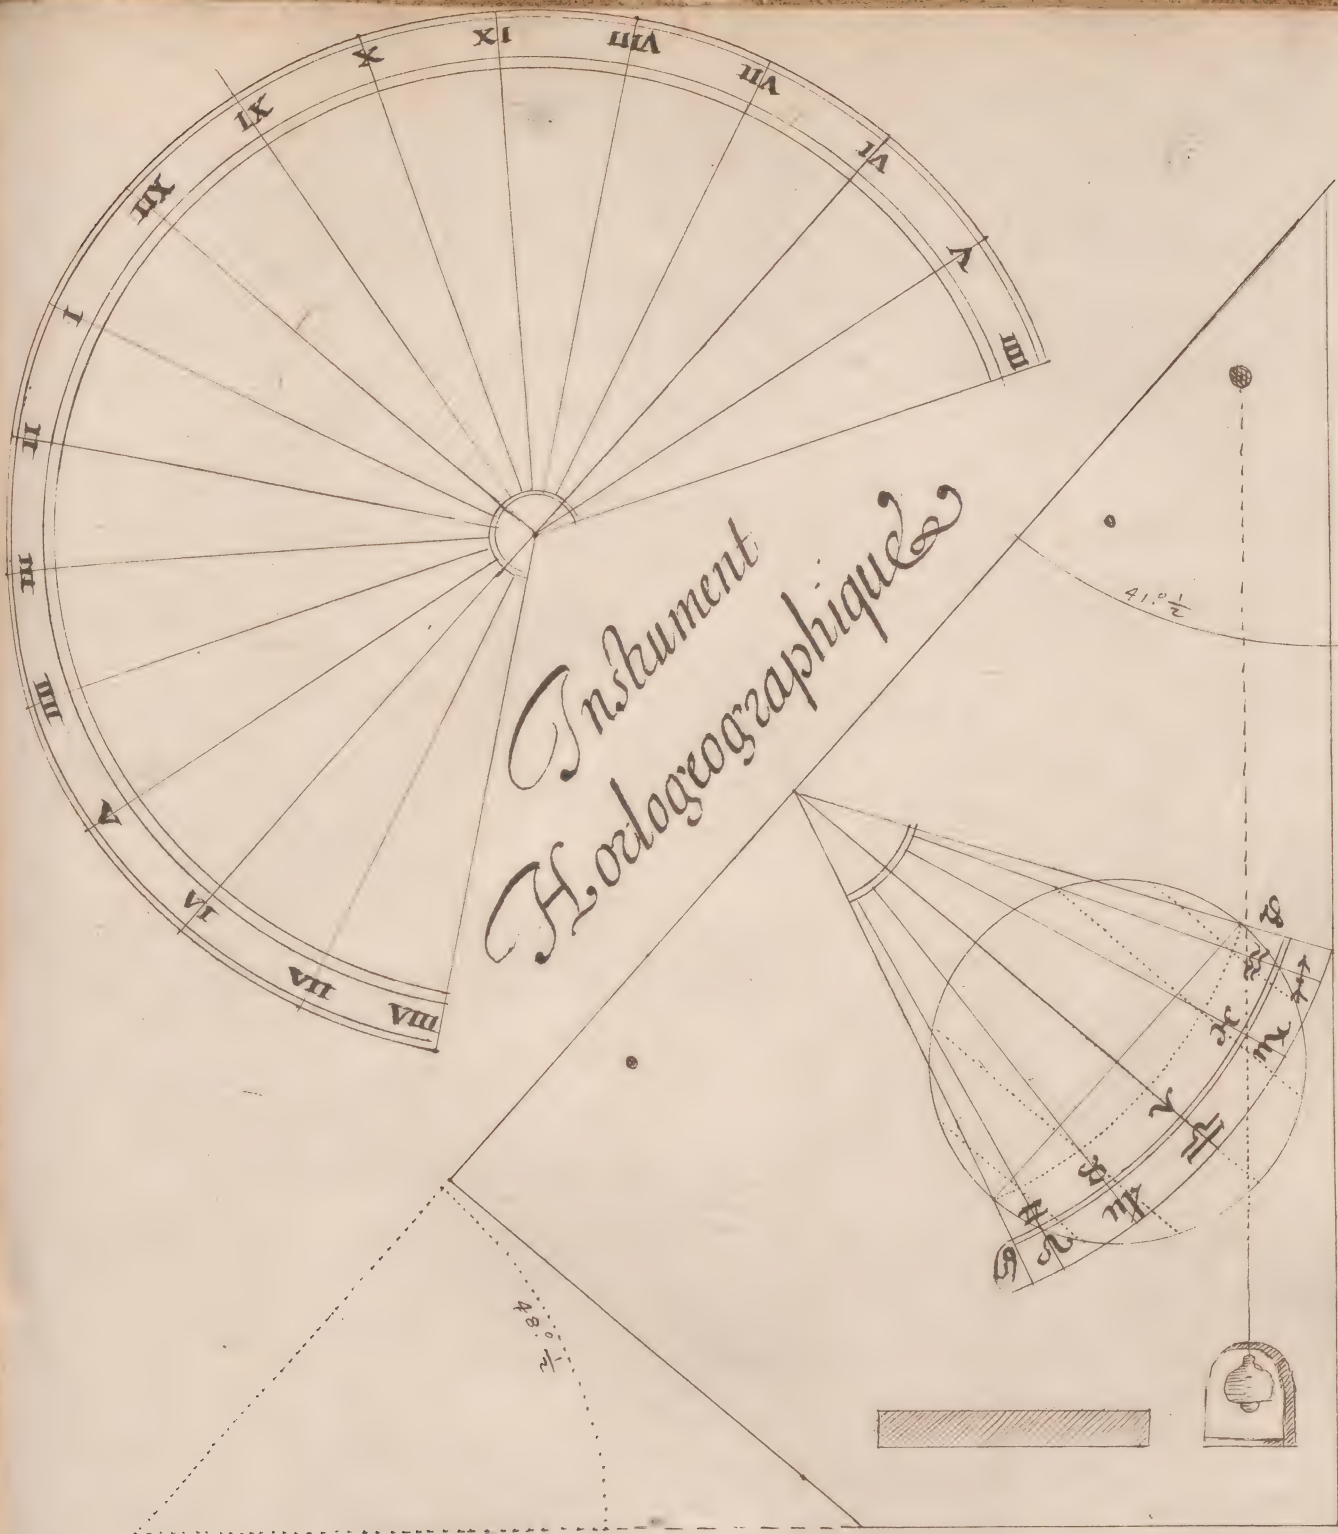 IIII
V
VI
VII
VIII
IX
X
XI
XII
I
II
III
IIII
V
VI
VII
VIII
Instrument
Horlogeographique
41.° 1/2
48.° 1/2
♌
♐
♒
♏
♓
♎
♈
♍
♉
♌
♊
♋